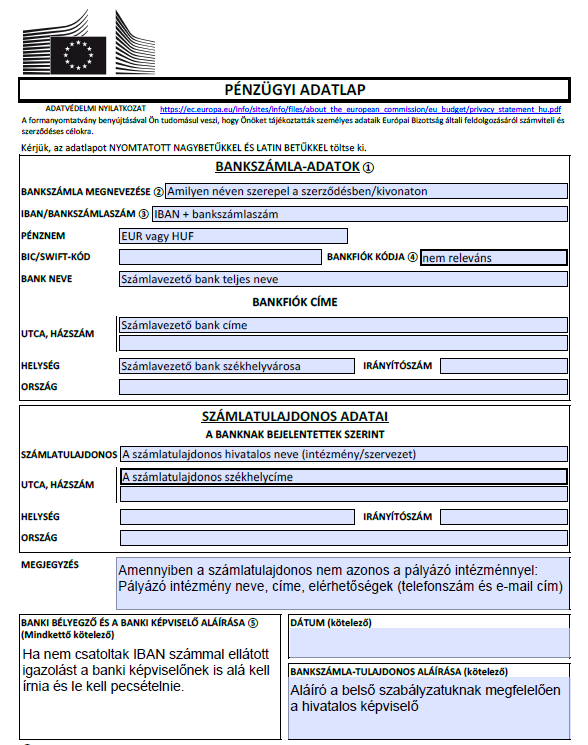 PÉNZÜGYI ADATLAP
ADATVÉDELMI NYILATKOZAT https://ec.europa.eu/info/sites/info/files/about_the_european_commission/eu_budget/privacy_statement_hu.pdf
A formanyomtatvány benyújtásával Ön tudomásul veszi, hogy Önöket tájékoztatták személyes adataik Európai Bizottság általi feldolgozásáról számviteli és
szerződéses célokra.
Kérjük, az adatlapot NYOMTATOTT NAGYBETŰKKEL ÉS LATIN BETŰKKEL töltse ki.
BANKSZÁMLA-ADATOK ①
BANKSZÁMLA MEGNEVEZÉSE ② Amilyen néven szerepel a szerződésben/kivonaton
IBAN/BANKSZÁMLASZÁM ③ IBAN + bankszámlaszám
PÉNZNEM EUR vagy HUF
BIC/SWIFT-KÓD BANKFIÓK KÓDJA ④ nem releváns
BANK NEVE Számlavezető bank teljes neve
BANKFIÓK CÍME
UTCA, HÁZSZÁM Számlavezető bank címe
HELYSÉG Számlavezető bank székhelyvárosa IRÁNYÍTÓSZÁM
ORSZÁG
SZÁMLATULAJDONOS ADATAI
A BANKNAK BEJELENTETTEK SZERINT
SZÁMLATULAJDONOS A számlatulajdonos hivatalos neve (intézmény/szervezet)
UTCA, HÁZSZÁM A számlatulajdonos székhelycíme
HELYSÉG IRÁNYÍTÓSZÁM
ORSZÁG
MEGJEGYZÉS Amennyiben a számlatulajdonos nem azonos a pályázó intézménnyel:
Pályázó intézmény neve, címe, elérhetőségek (telefonszám és e-mail cím)
BANKI BÉLYEGZŐ ÉS A BANKI KÉPVISELŐ ALÁÍRÁSA ⑤
(Mindkettő kötelező)
Ha nem csatoltak IBAN számmal ellátott
igazolást a banki képviselőnek is alá kell
írnia és le kell pecsételnie.
DÁTUM (kötelező)
BANKSZÁMLA-TULAJDONOS ALÁÍRÁSA (kötelező)
Aláíró a belső szabályzatuknak megfelelően
a hivatalos képviselő